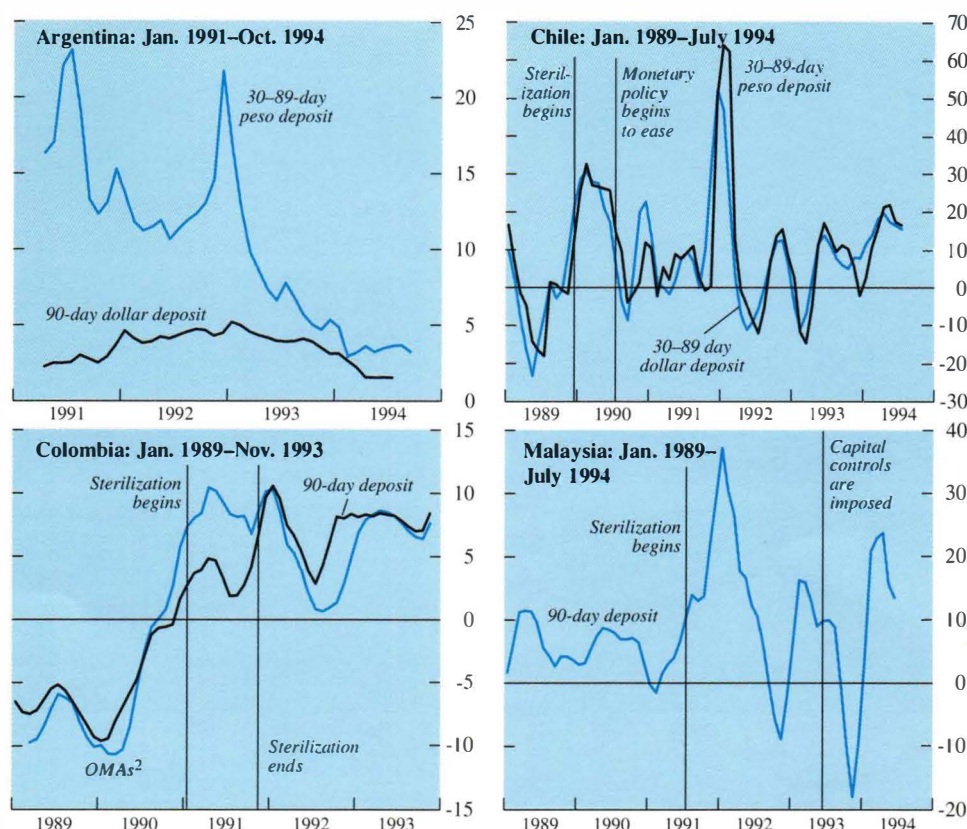 Argentina: Jan. 1991–Oct. 1994
30–89-day
peso deposit
90-day dollar deposit
25
20
15
10
5
0
1991 1992 1993 1994
Chile: Jan. 1989–July 1994
Steril-
ization
begins
Monetary
policy
begins
to ease
30–89-day
peso deposit
30–89 day
dollar deposit
70
60
50
40
30
20
10
0
-10
-20
-30
1989 1990 1991 1992 1993 1994
Colombia: Jan. 1989–Nov. 1993
Sterilization
begins
90-day deposit
OMAs²
Sterilization
ends
15
10
5
0
-5
-10
-15
1989 1990 1991 1992 1993
Malaysia: Jan. 1989–
July 1994
Capital
controls
are
imposed
Sterilization
begins
90-day deposit
40
30
20
10
0
-10
-20
1989 1990 1991 1992 1993 1994